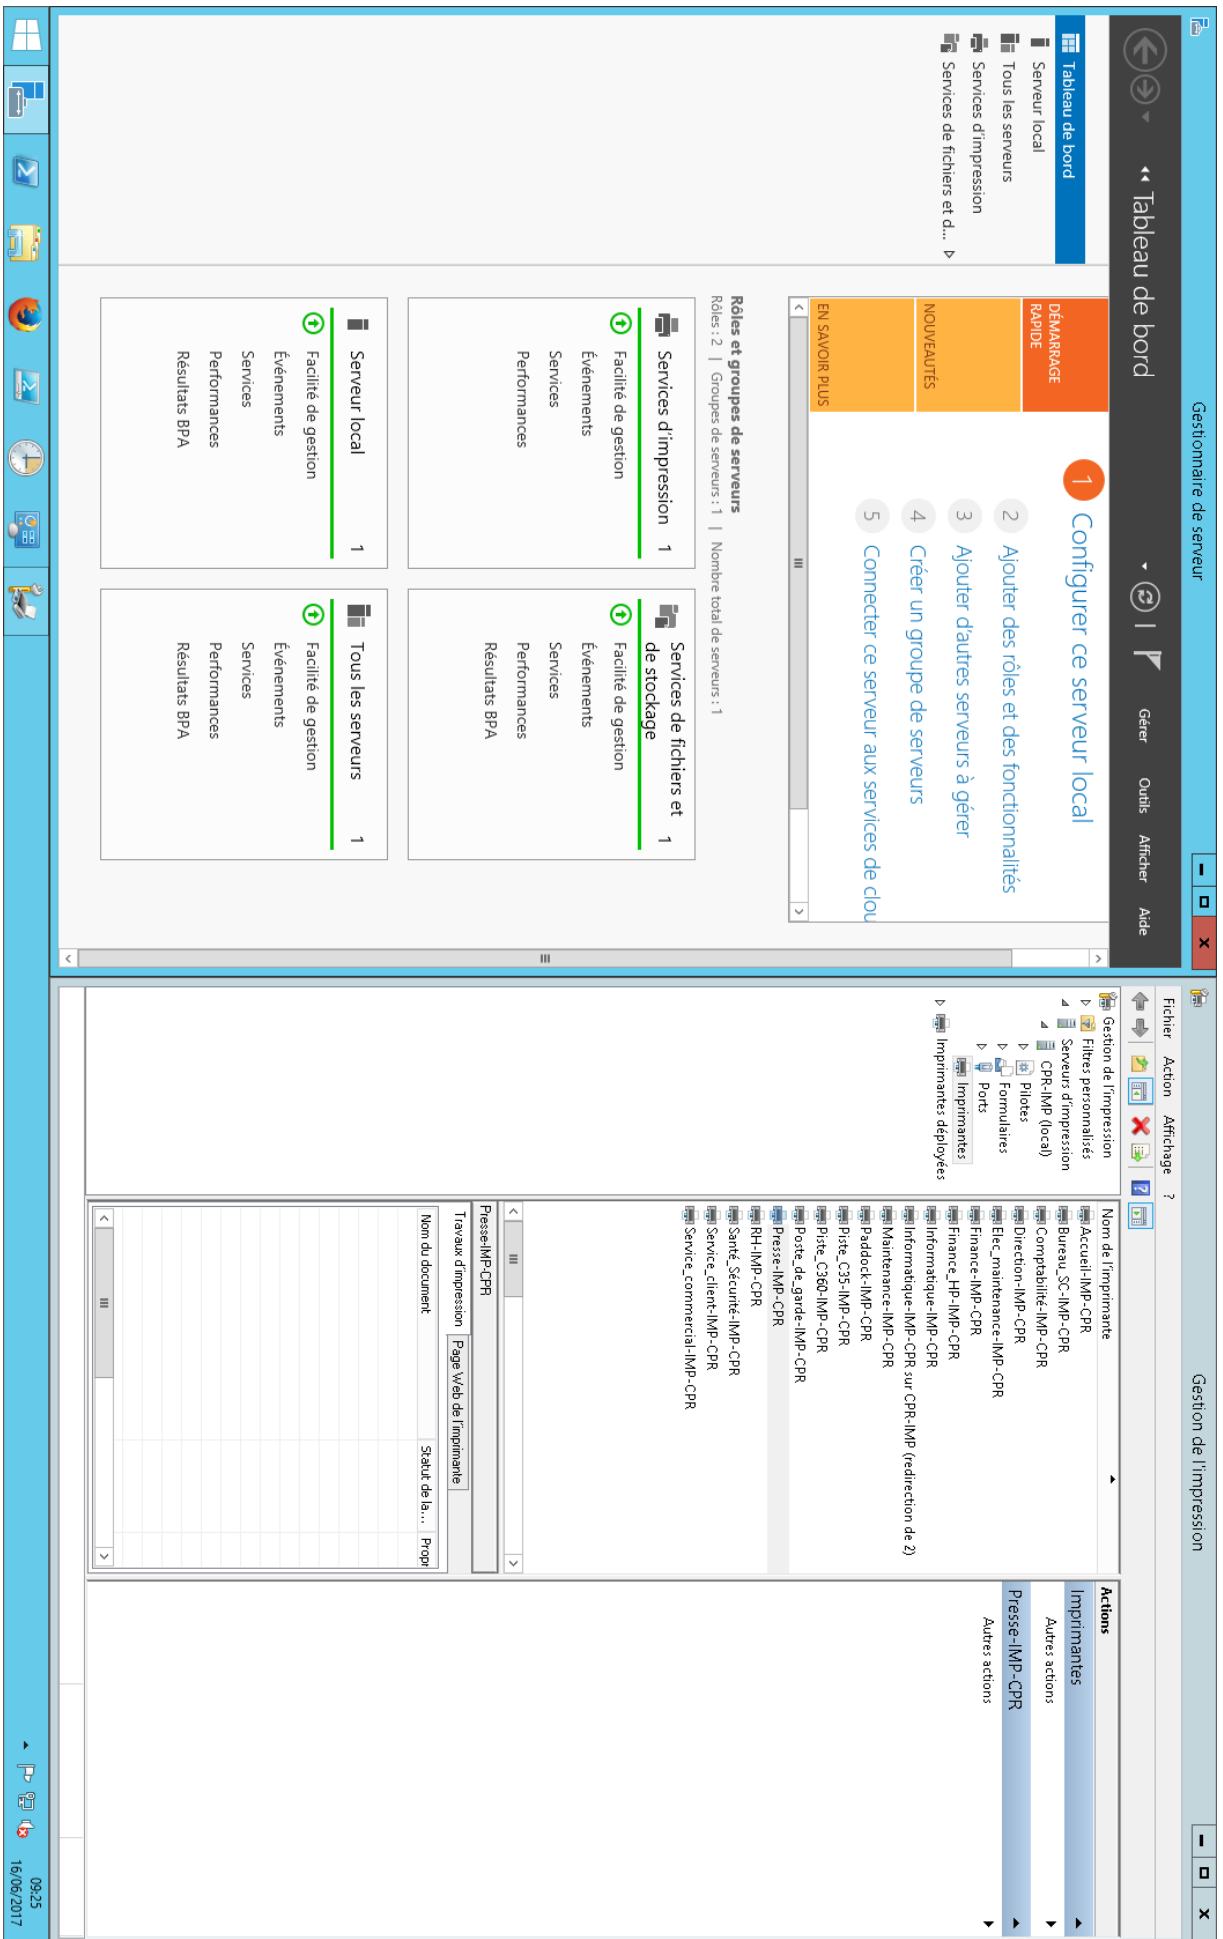 Gestionnaire de serveur
Tableau de bord
Gérer
Outils
Afficher
Aide
Tableau de bord
Serveur local
Tous les serveurs
Services d'impression
Services de fichiers et d...
DÉMARRAGE
RAPIDE
NOUVEAUTÉS
EN SAVOIR PLUS
1 Configurer ce serveur local
2 Ajouter des rôles et des fonctionnalités
3 Ajouter d'autres serveurs à gérer
4 Créer un groupe de serveurs
5 Connecter ce serveur aux services de clou
Rôles et groupes de serveurs
Rôles : 2 | Groupes de serveurs : 1 | Nombre total de serveurs : 1
Services d'impression 1
Facilité de gestion
Événements
Services
Performances
Services de fichiers et
de stockage 1
Facilité de gestion
Événements
Services
Performances
Résultats BPA
Serveur local 1
Facilité de gestion
Événements
Services
Performances
Résultats BPA
Tous les serveurs 1
Facilité de gestion
Événements
Services
Performances
Résultats BPA
Gestion de l'impression
Fichier Action Affichage ?
Gestion de l'impression
Filtres personnalisés
Serveurs d'impression
CPR-IMP (local)
Pilotes
Formulaires
Ports
Imprimantes
Imprimantes déployées
Nom de l'imprimante
Accueil-IMP-CPR
Bureau_SC-IMP-CPR
Comptabilité-IMP-CPR
Direction-IMP-CPR
Elec_maintenance-IMP-CPR
Finance-IMP-CPR
Finance_HP-IMP-CPR
Informatique-IMP-CPR
Informatique-IMP-CPR sur CPR-IMP (redirection de 2)
Maintenance-IMP-CPR
Paddock-IMP-CPR
Piste_C35-IMP-CPR
Piste_C360-IMP-CPR
Poste_de_garde-IMP-CPR
Presse-IMP-CPR
RH-IMP-CPR
Santé_Sécurité-IMP-CPR
Service_client-IMP-CPR
Service_commercial-IMP-CPR
Presse-IMP-CPR
Travaux d'impression
Page Web de l'imprimante
Nom du document
Statut de la...
Propr
Actions
Imprimantes
Autres actions
Presse-IMP-CPR
Autres actions
09:25
16/06/2017